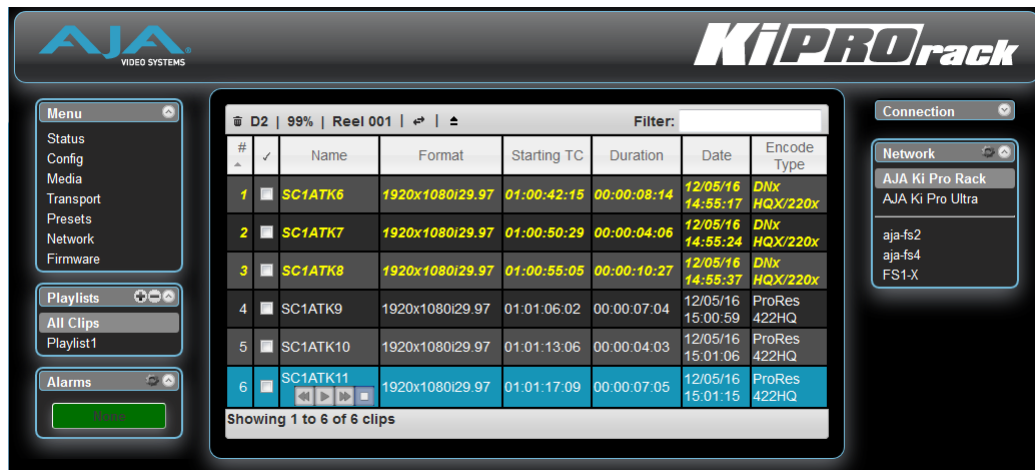 AJA
VIDEO SYSTEMS
Ki PRO rack
Menu
Status
Config
Media
Transport
Presets
Network
Firmware
Playlists
All Clips
Playlist1
Alarms
None
D2 | 99% | Reel 001 | | Filter:
# ✓ Name Format Starting TC Duration Date Encode Type
1 SC1ATK6 1920x1080i29.97 01:00:42:15 00:00:08:14 12/05/16 14:55:17 DNx HQX/220x
2 SC1ATK7 1920x1080i29.97 01:00:50:29 00:00:04:06 12/05/16 14:55:24 DNx HQX/220x
3 SC1ATK8 1920x1080i29.97 01:00:55:05 00:00:10:27 12/05/16 14:55:37 DNx HQX/220x
4 SC1ATK9 1920x1080i29.97 01:01:06:02 00:00:07:04 12/05/16 15:00:59 ProRes 422HQ
5 SC1ATK10 1920x1080i29.97 01:01:13:06 00:00:04:03 12/05/16 15:01:06 ProRes 422HQ
6 SC1ATK11 1920x1080i29.97 01:01:17:09 00:00:07:05 12/05/16 15:01:15 ProRes 422HQ
Showing 1 to 6 of 6 clips
Connection
Network
AJA Ki Pro Rack
AJA Ki Pro Ultra
aja-fs2
aja-fs4
FS1-X